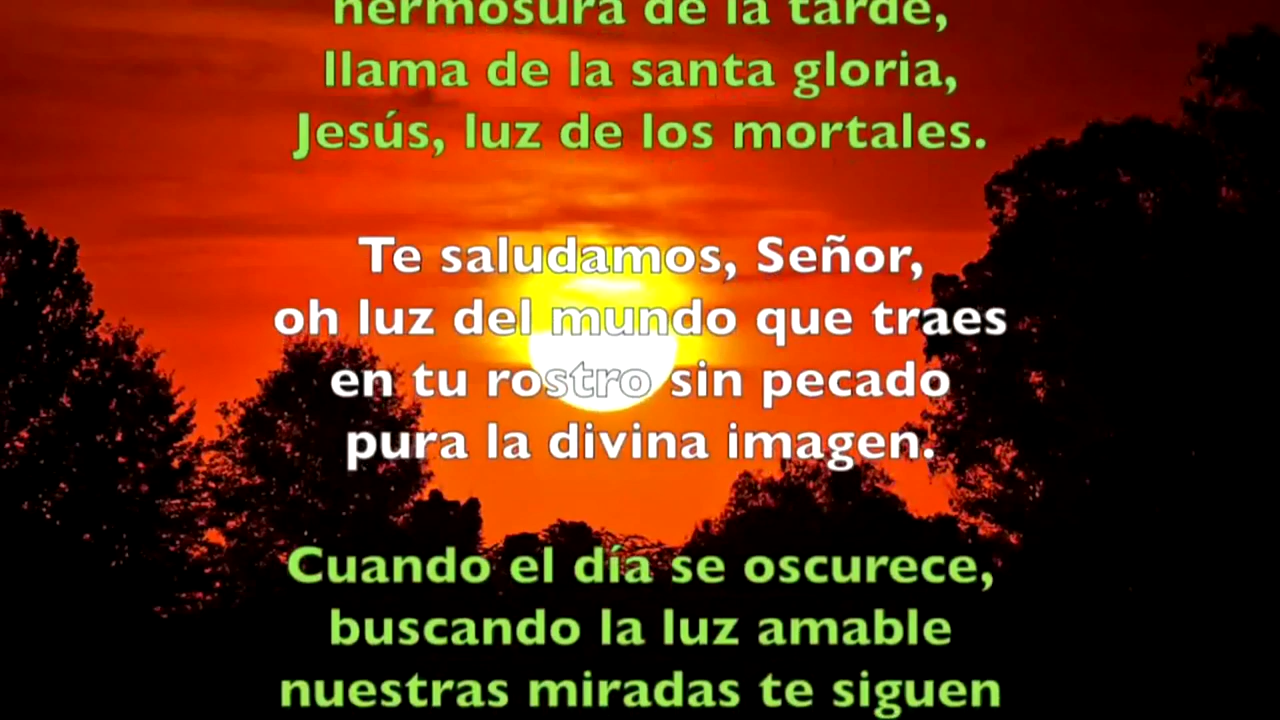 hermosura de la tarde,
llama de la santa gloria,
Jesús, luz de los mortales.
Te saludamos, Señor,
oh luz del mundo que traes
en tu rostro sin pecado
pura la divina imagen.
Cuando el día se oscurece,
buscando la luz amable
nuestras miradas te siguen